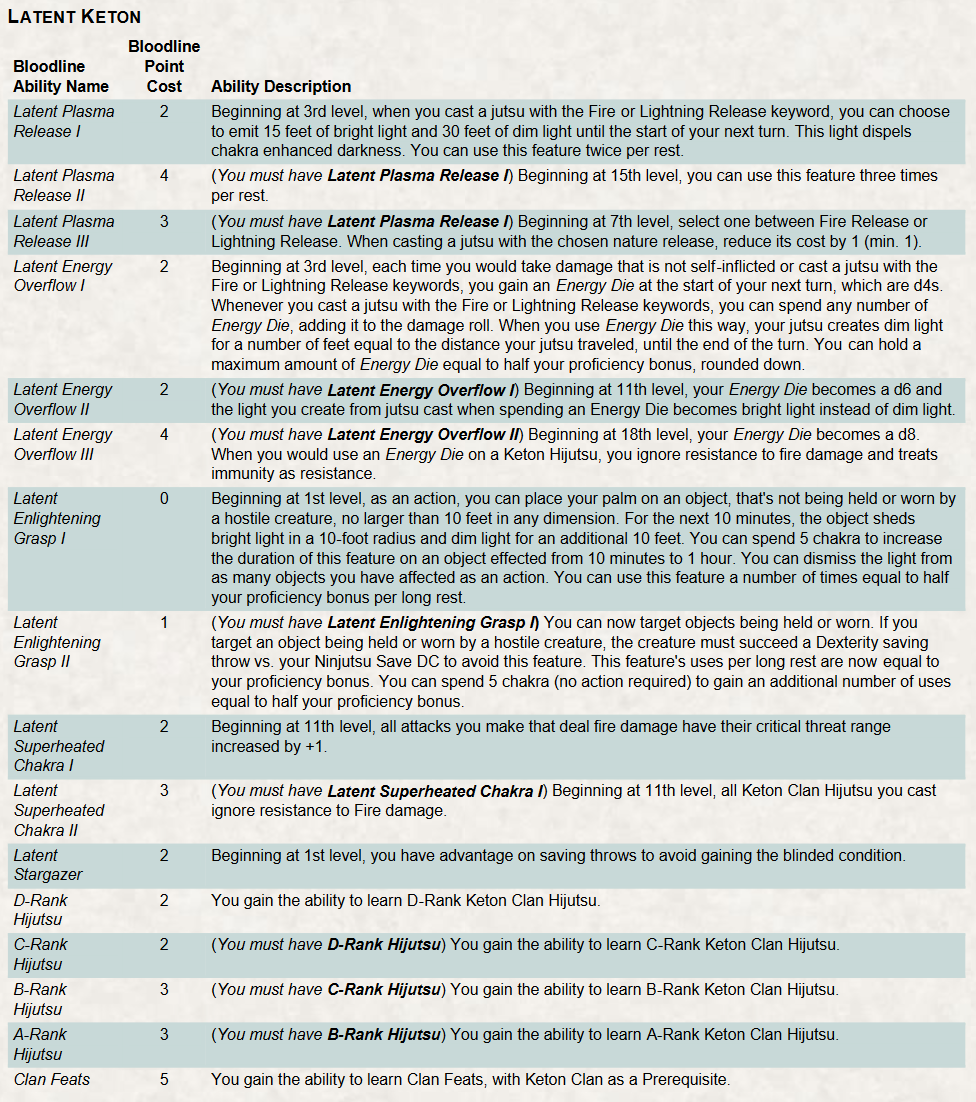 LATENT KETON
Bloodline Ability Name | Bloodline Point Cost | Ability Description
Latent Plasma Release I | 2 | Beginning at 3rd level, when you cast a jutsu with the Fire or Lightning Release keyword, you can choose
to emit 15 feet of bright light and 30 feet of dim light until the start of your next turn. This light dispels
chakra enhanced darkness. You can use this feature twice per rest.
Latent Plasma Release II | 4 | (You must have Latent Plasma Release I) Beginning at 15th level, you can use this feature three times
per rest.
Latent Plasma Release III | 3 | (You must have Latent Plasma Release I) Beginning at 7th level, select one between Fire Release or
Lightning Release. When casting a jutsu with the chosen nature release, reduce its cost by 1 (min. 1).
Latent Energy Overflow I | 2 | Beginning at 3rd level, each time you would take damage that is not self-inflicted or cast a jutsu with the
Fire or Lightning Release keywords, you gain an Energy Die at the start of your next turn, which are d4s.
Whenever you cast a jutsu with the Fire or Lightning Release keywords, you can spend any number of
Energy Die, adding it to the damage roll. When you use Energy Die this way, your jutsu creates dim light
for a number of feet equal to the distance your jutsu traveled, until the end of the turn. You can hold a
maximum amount of Energy Die equal to half your proficiency bonus, rounded down.
Latent Energy Overflow II | 2 | (You must have Latent Energy Overflow I) Beginning at 11th level, your Energy Die becomes a d6 and
the light you create from jutsu cast when spending an Energy Die becomes bright light instead of dim light.
Latent Energy Overflow III | 4 | (You must have Latent Energy Overflow II) Beginning at 18th level, your Energy Die becomes a d8.
When you would use an Energy Die on a Keton Hijutsu, you ignore resistance to fire damage and treats
immunity as resistance.
Latent Enlightening Grasp I | 0 | Beginning at 1st level, as an action, you can place your palm on an object, that's not being held or worn by
a hostile creature, no larger than 10 feet in any dimension. For the next 10 minutes, the object sheds
bright light in a 10-foot radius and dim light for an additional 10 feet. You can spend 5 chakra to increase
the duration of this feature on an object effected from 10 minutes to 1 hour. You can dismiss the light from
as many objects you have affected as an action. You can use this feature a number of times equal to half
your proficiency bonus per long rest.
Latent Enlightening Grasp II | 1 | (You must have Latent Enlightening Grasp I) You can now target objects being held or worn. If you
target an object being held or worn by a hostile creature, the creature must succeed a Dexterity saving
throw vs. your Ninjutsu Save DC to avoid this feature. This feature's uses per long rest are now equal to
your proficiency bonus. You can spend 5 chakra (no action required) to gain an additional number of uses
equal to half your proficiency bonus.
Latent Superheated Chakra I | 2 | Beginning at 11th level, all attacks you make that deal fire damage have their critical threat range
increased by +1.
Latent Superheated Chakra II | 3 | (You must have Latent Superheated Chakra I) Beginning at 11th level, all Keton Clan Hijutsu you cast
ignore resistance to Fire damage.
Latent Stargazer | 2 | Beginning at 1st level, you have advantage on saving throws to avoid gaining the blinded condition.
D-Rank Hijutsu | 2 | You gain the ability to learn D-Rank Keton Clan Hijutsu.
C-Rank Hijutsu | 2 | (You must have D-Rank Hijutsu) You gain the ability to learn C-Rank Keton Clan Hijutsu.
B-Rank Hijutsu | 3 | (You must have C-Rank Hijutsu) You gain the ability to learn B-Rank Keton Clan Hijutsu.
A-Rank Hijutsu | 3 | (You must have B-Rank Hijutsu) You gain the ability to learn A-Rank Keton Clan Hijutsu.
Clan Feats | 5 | You gain the ability to learn Clan Feats, with Keton Clan as a Prerequisite.